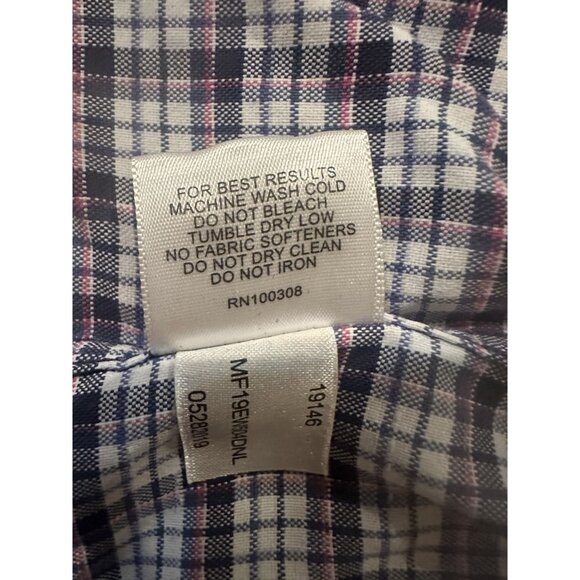 FOR BEST RESULTS
MACHINE WASH COLD
DO NOT BLEACH
TUMBLE DRY LOW
NO FABRIC SOFTENERS
DO NOT DRY CLEAN
DO NOT IRON
RN100308
19146
05282019